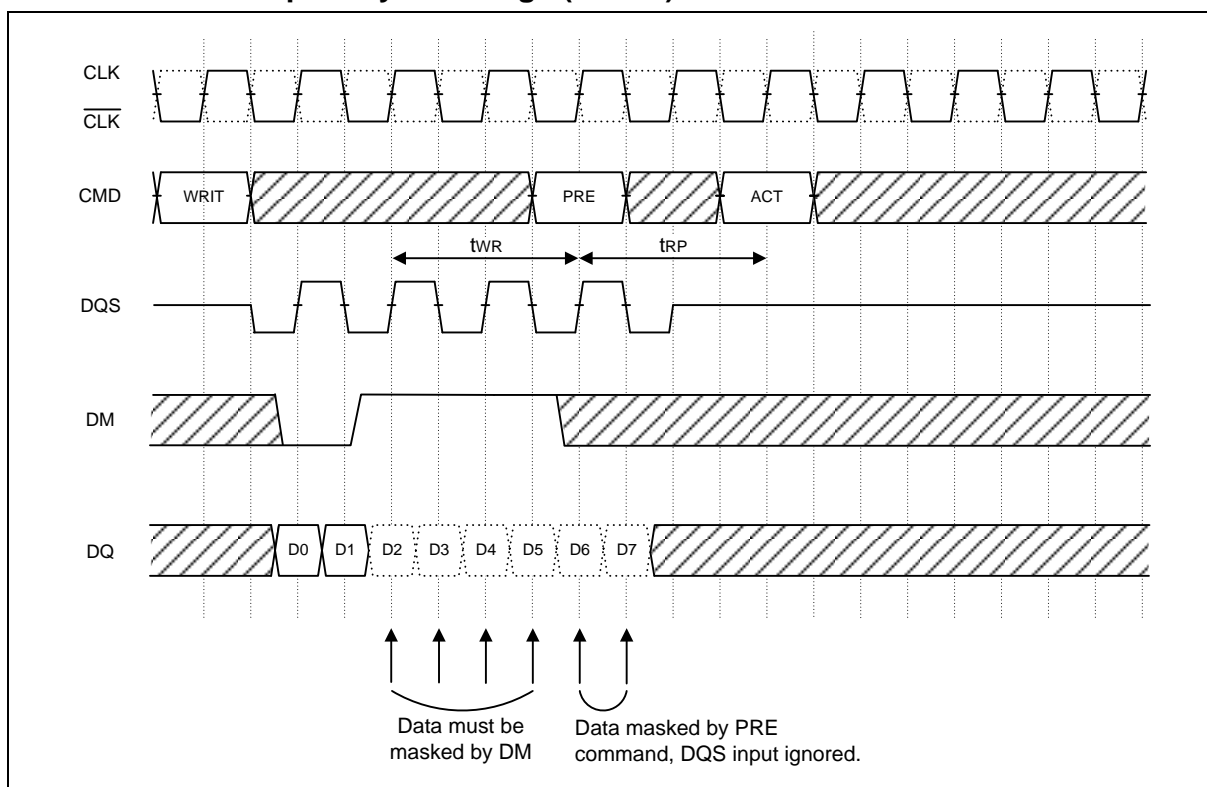 CLK
CLK
CMD WRIT PRE ACT
tWR tRP
DQS
DM
DQ D0 D1 D2 D3 D4 D5 D6 D7
Data must be masked by DM
Data masked by PRE command, DQS input ignored.